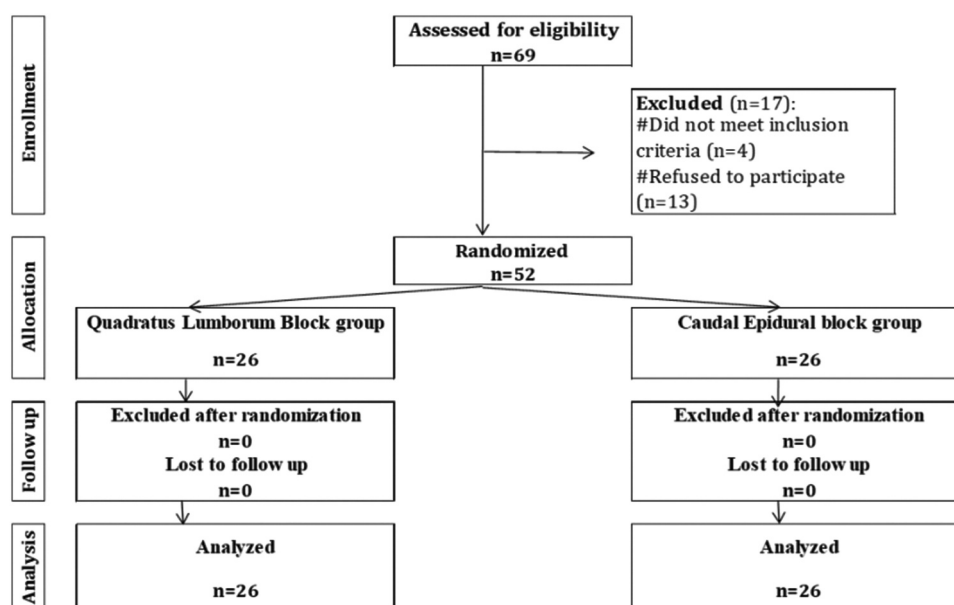 Enrollment
Assessed for eligibility
n=69
Excluded (n=17):
#Did not meet inclusion
criteria (n=4)
#Refused to participate
(n=13)
Allocation
Randomized
n=52
Quadratus Lumborum Block group
n=26
Caudal Epidural block group
n=26
Follow up
Excluded after randomization
n=0
Lost to follow up
n=0
Excluded after randomization
n=0
Lost to follow up
n=0
Analysis
Analyzed
n=26
Analyzed
n=26